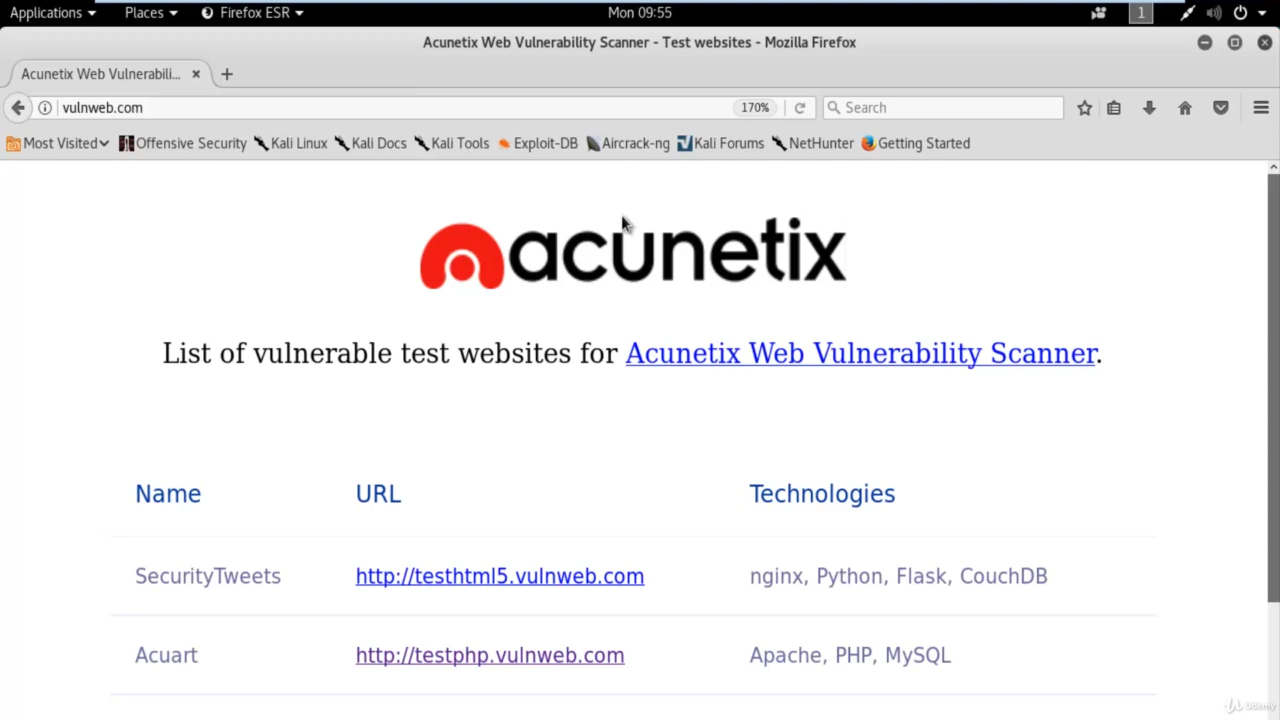 Applications Places Firefox ESR Mon 09:55 1
Acunetix Web Vulnerability Scanner - Test websites - Mozilla Firefox
Acunetix Web Vulnerabili...
vulnweb.com 170% Search
Most Visited Offensive Security Kali Linux Kali Docs Kali Tools Exploit-DB Aircrack-ng Kali Forums NetHunter Getting Started
acunetix
List of vulnerable test websites for Acunetix Web Vulnerability Scanner.
Name URL Technologies
SecurityTweets http://testhtml5.vulnweb.com nginx, Python, Flask, CouchDB
Acuart http://testphp.vulnweb.com Apache, PHP, MySQL
Udemy